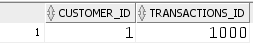 CUSTOMER_ID TRANSACTIONS_ID
1 1 1000